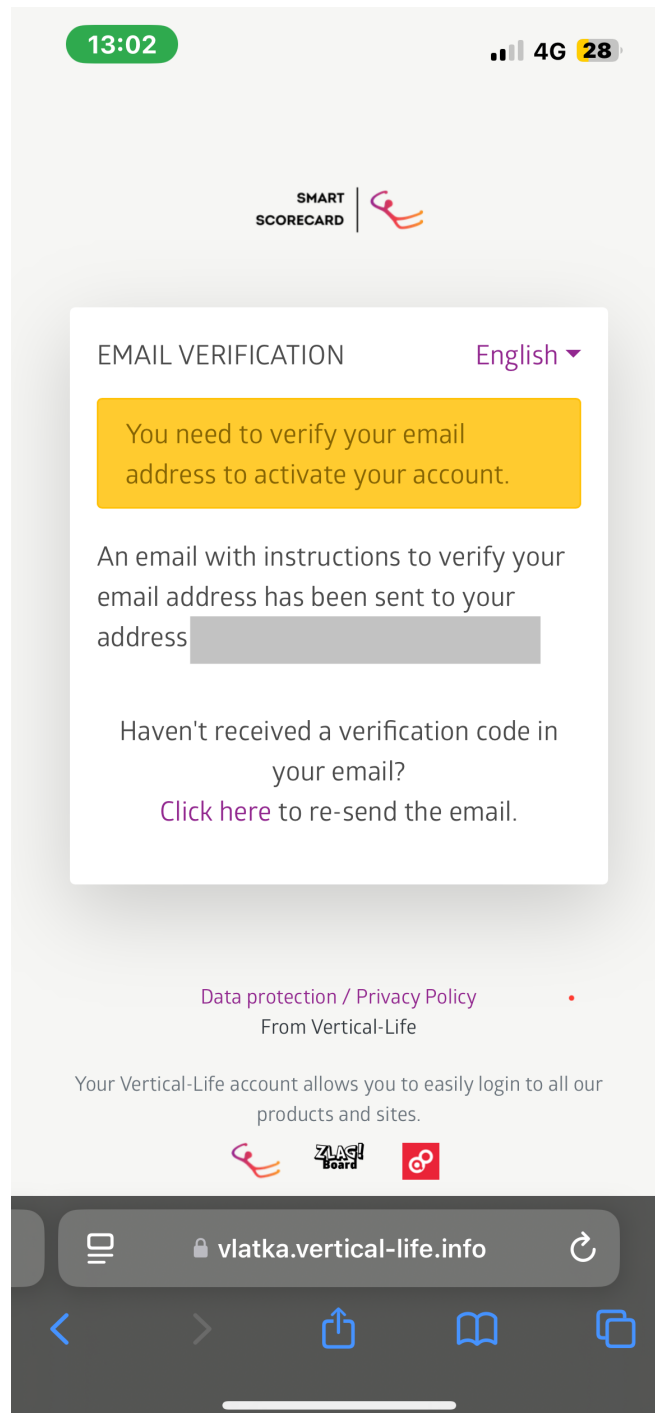 13:02
4G 28
SMART
SCORECARD
EMAIL VERIFICATION
English
You need to verify your email
address to activate your account.
An email with instructions to verify your
email address has been sent to your
address
Haven't received a verification code in
your email?
Click here to re-send the email.
Data protection / Privacy Policy
From Vertical-Life
Your Vertical-Life account allows you to easily login to all our
products and sites.
ZLAG!
Board
vlatka.vertical-life.info